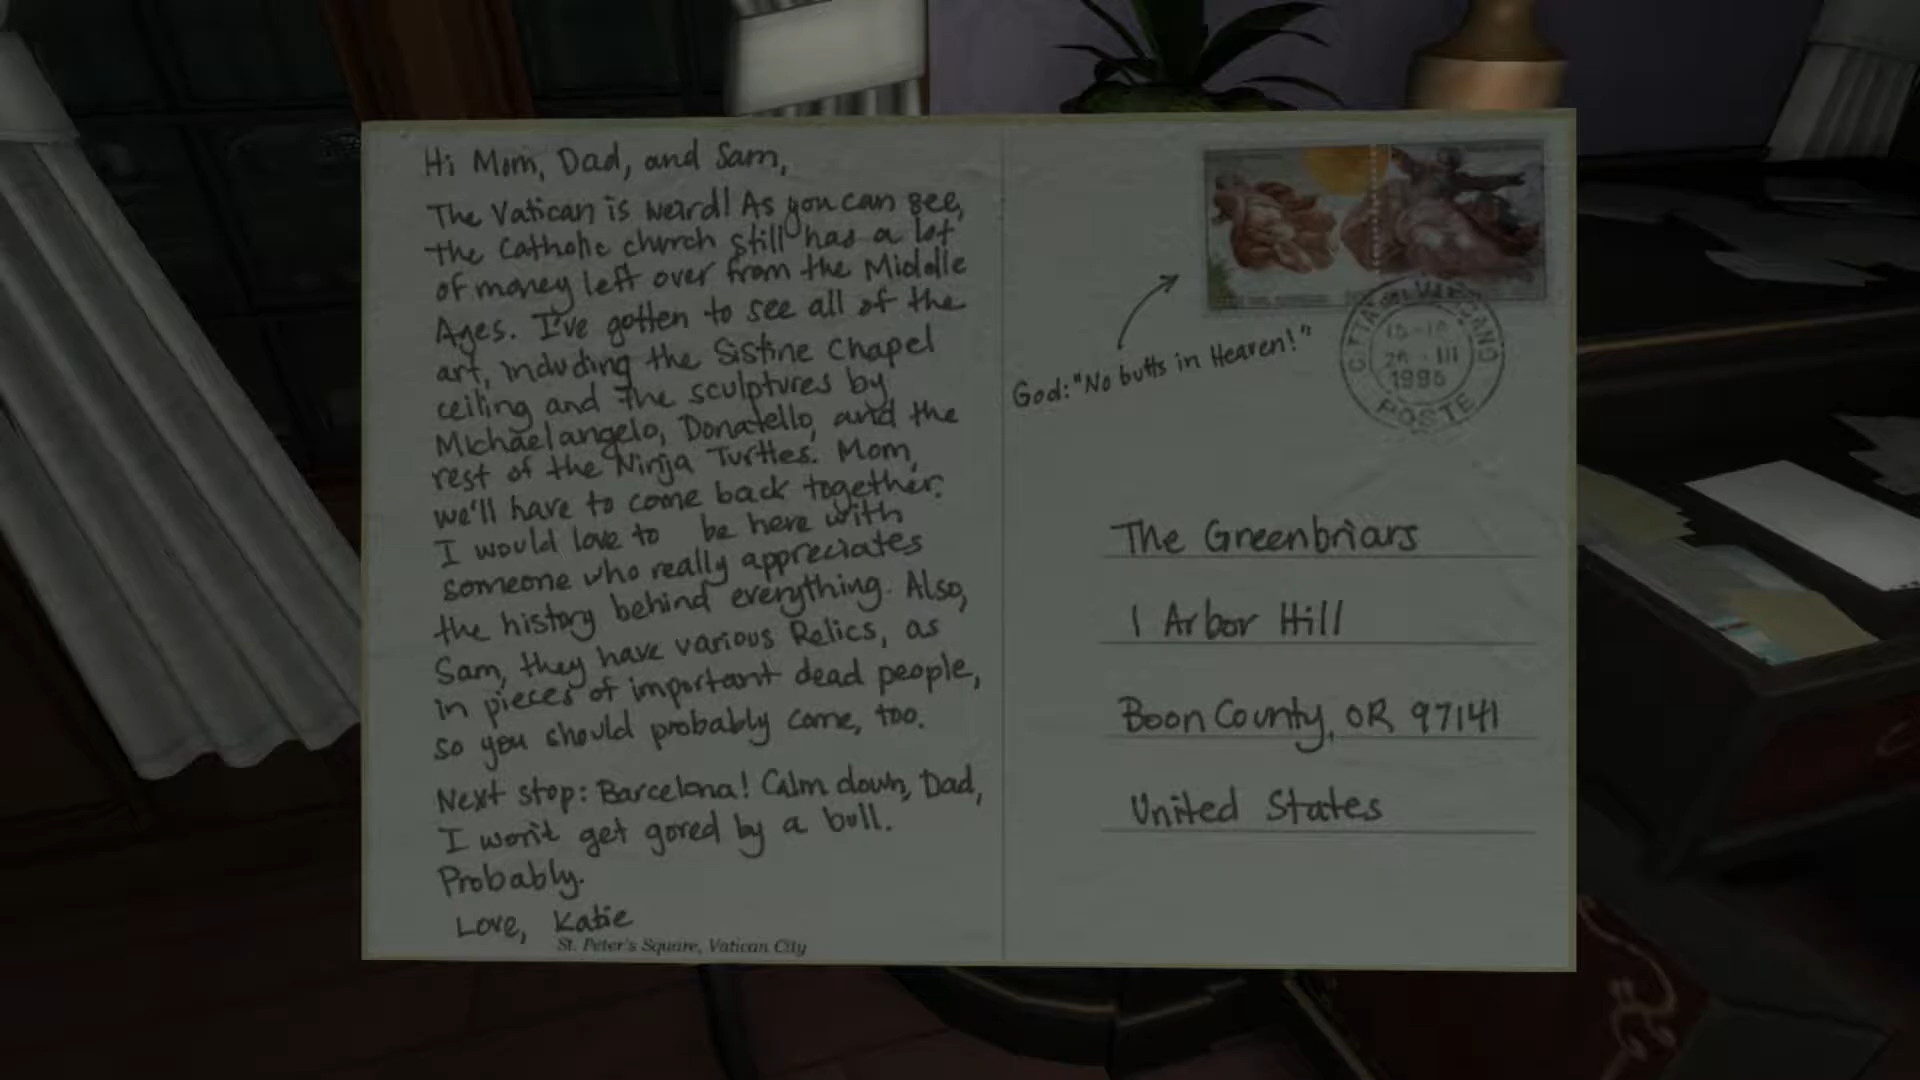 Hi Mom, Dad, and Sam,
The Vatican is weird! As you can see,
the Catholic church still has a lot
of money left over from the Middle
Ages. I've gotten to see all of the
art, including the Sistine Chapel
ceiling and the sculptures by
Michaelangelo, Donatello, and the
rest of the Ninja Turtles. Mom,
we'll have to come back together.
I would love to be here with
someone who really appreciates
the history behind everything. Also,
Sam, they have various Relics, as
in pieces of important dead people,
so you should probably come, too.
Next stop: Barcelona! Calm down, Dad,
I won't get gored by a bull.
Probably.
Love, Katie
St. Peter's Square, Vatican City
God: "No butts in Heaven!"
CITTA DEL VATICANO
26-III
1995
POSTE
The Greenbriars
1 Arbor Hill
Boon County, OR 97141
United States